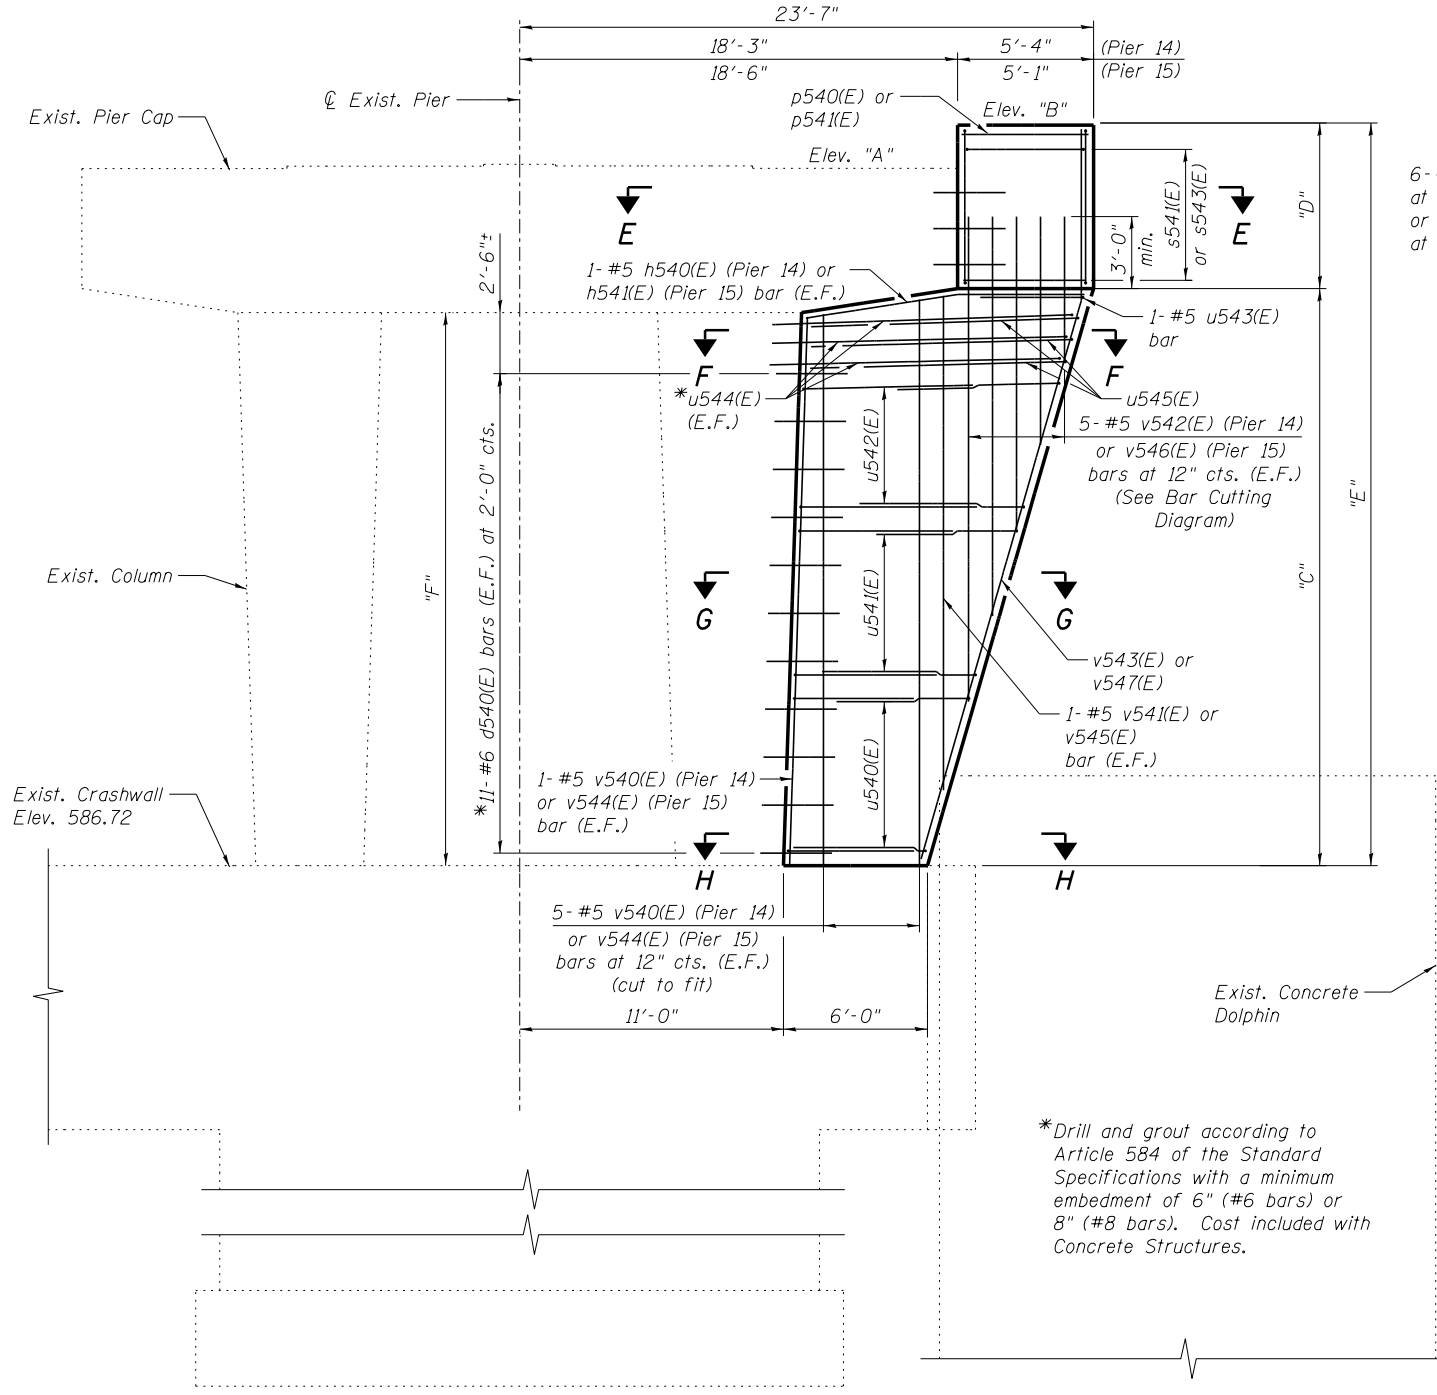 23'-7"
18'-3"
5'-4"
(Pier 14)
18'-6"
5'-1"
(Pier 15)
℄ Exist. Pier
p540(E) or
p541(E)
Elev. "B"
Exist. Pier Cap
Elev. "A"
6-
at
or
at
E
E
"D"
s541(E)
or s543(E)
3'-0"
min.
2'-6"±
1-#5 h540(E) (Pier 14) or
h541(E) (Pier 15) bar (E.F.)
1-#5 u543(E)
bar
F
F
*u544(E)
(E.F.)
u545(E)
5-#5 v542(E) (Pier 14)
or v546(E) (Pier 15)
bars at 12" cts. (E.F.)
(See Bar Cutting
Diagram)
u542(E)
"E"
*11-#6 d540(E) bars (E.F.) at 2'-0" cts.
"F"
Exist. Column
u541(E)
"C"
G
G
v543(E) or
v547(E)
1-#5 v541(E) or
v545(E)
bar (E.F.)
u540(E)
1-#5 v540(E) (Pier 14)
or v544(E) (Pier 15)
bar (E.F.)
Exist. Crashwall
Elev. 586.72
H
H
5-#5 v540(E) (Pier 14)
or v544(E) (Pier 15)
bars at 12" cts. (E.F.)
(cut to fit)
11'-0"
6'-0"
Exist. Concrete
Dolphin
*Drill and grout according to
Article 584 of the Standard
Specifications with a minimum
embedment of 6" (#6 bars) or
8" (#8 bars). Cost included with
Concrete Structures.